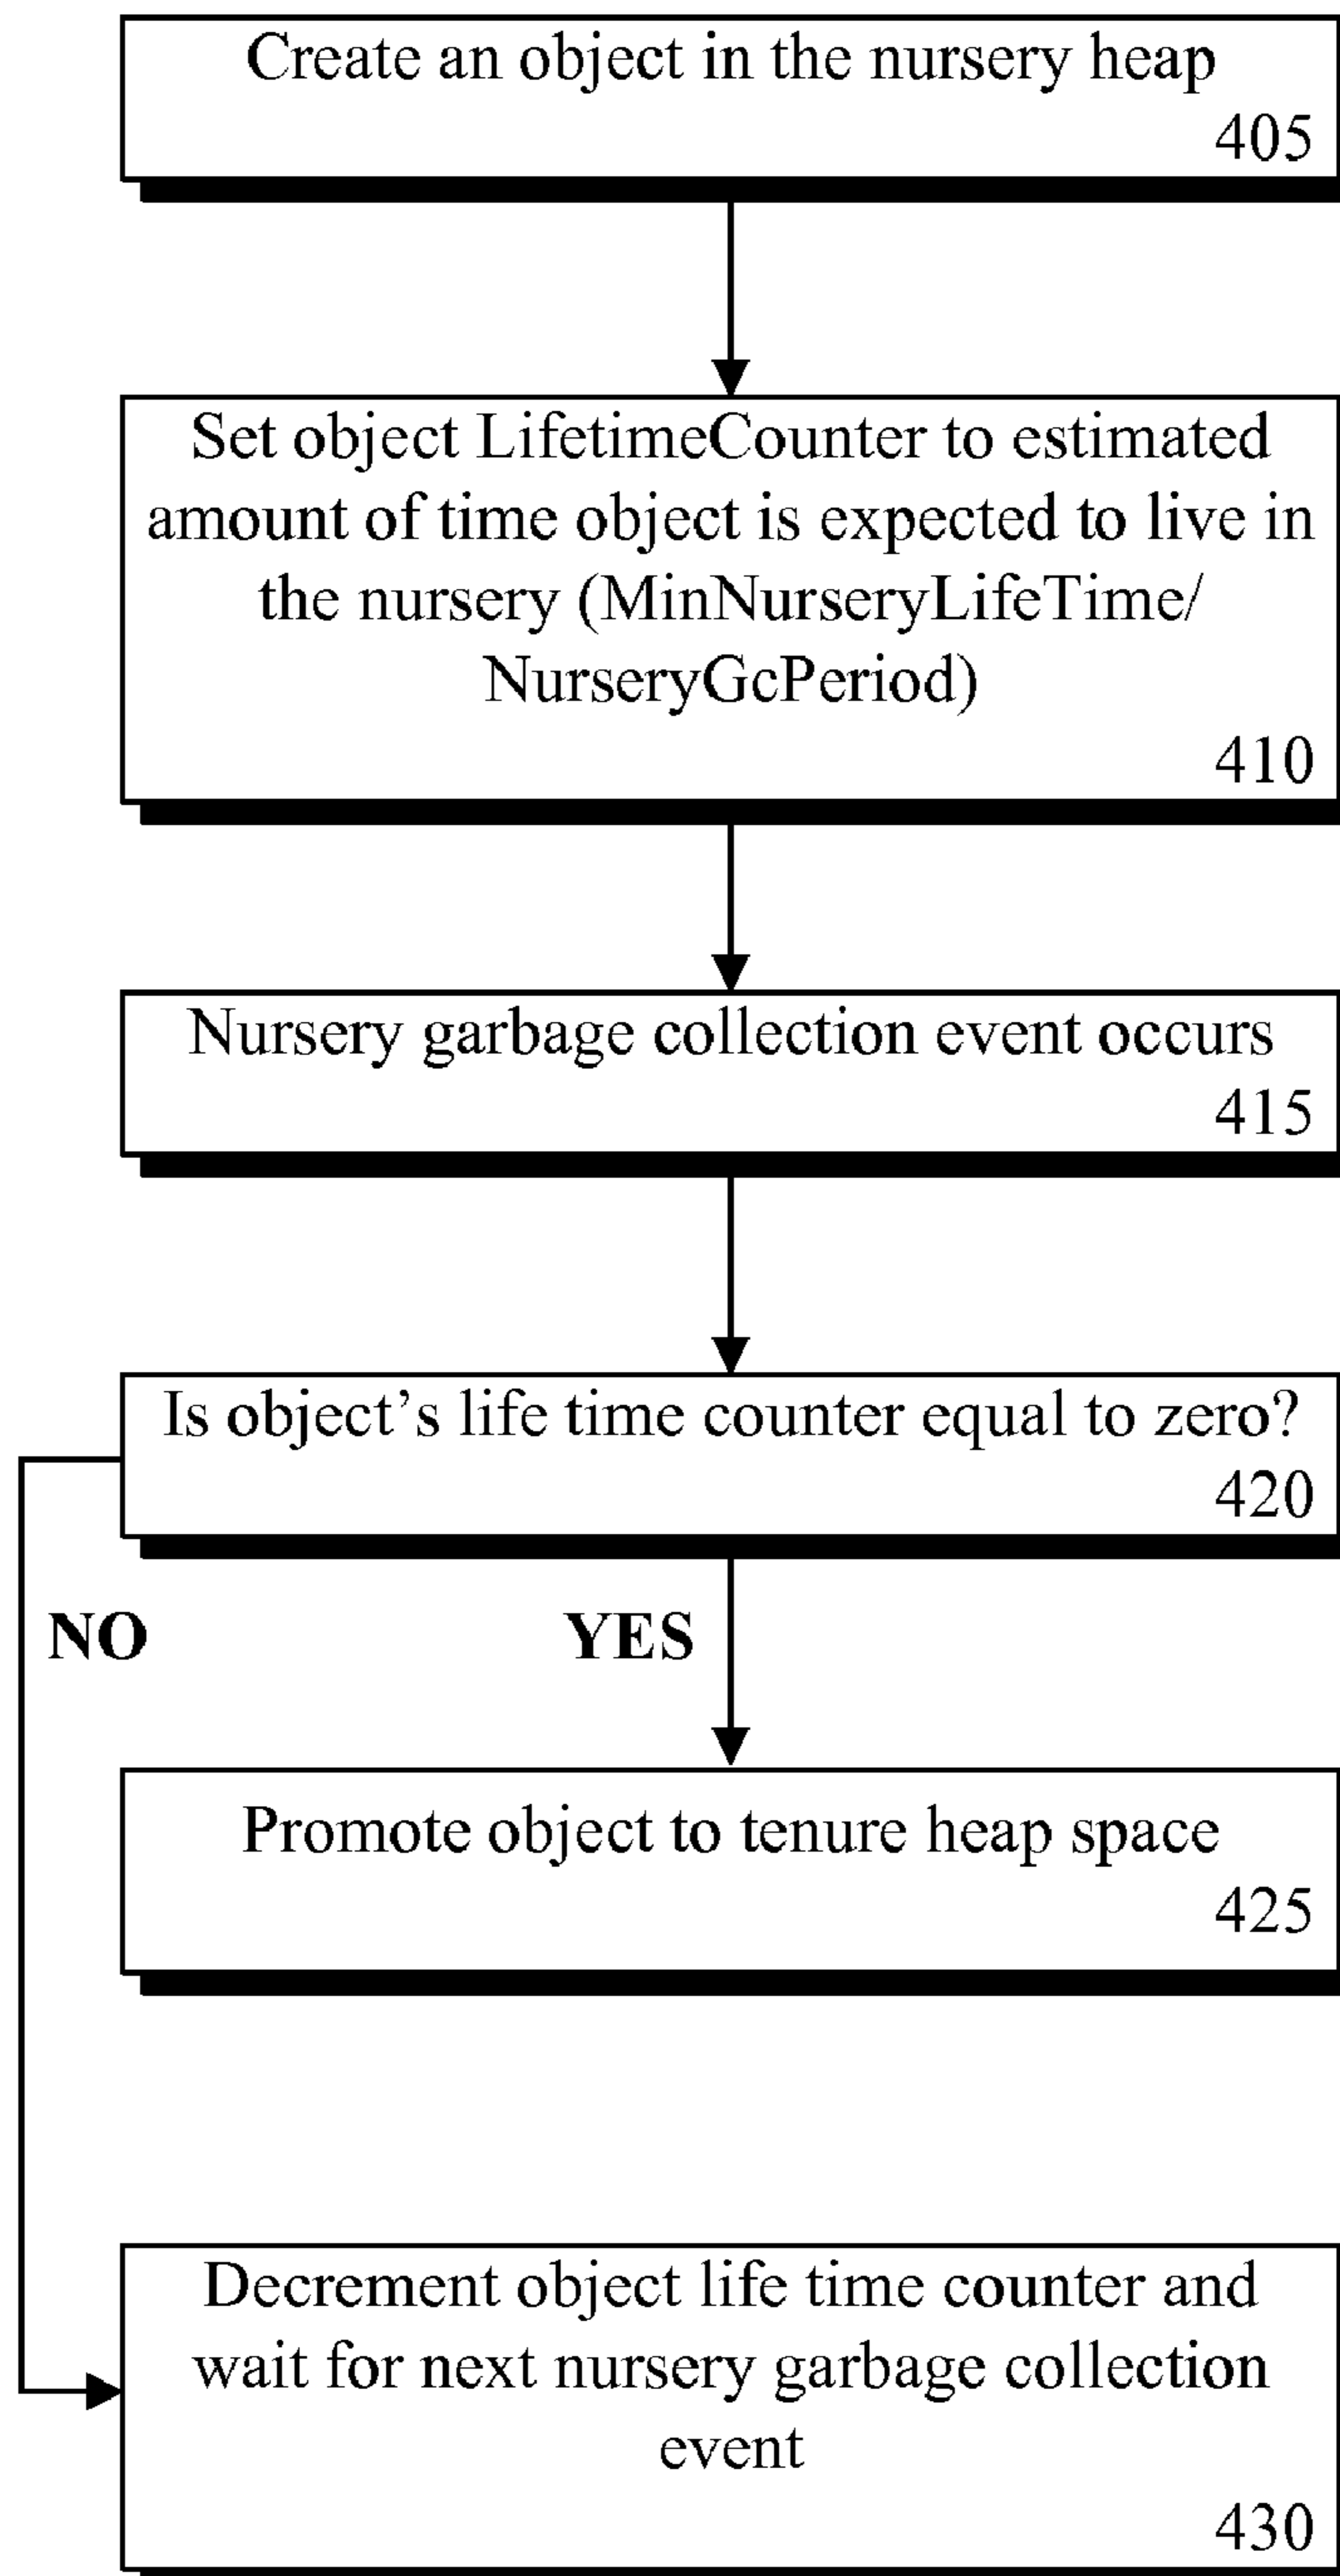 Create an object in the nursery heap
405
Set object LifetimeCounter to estimated
amount of time object is expected to live in
the nursery (MinNurseryLifeTime/
NurseryGcPeriod)
410
Nursery garbage collection event occurs
415
Is object’s life time counter equal to zero?
420
NO
YES
Promote object to tenure heap space
425
Decrement object life time counter and
wait for next nursery garbage collection
event
430